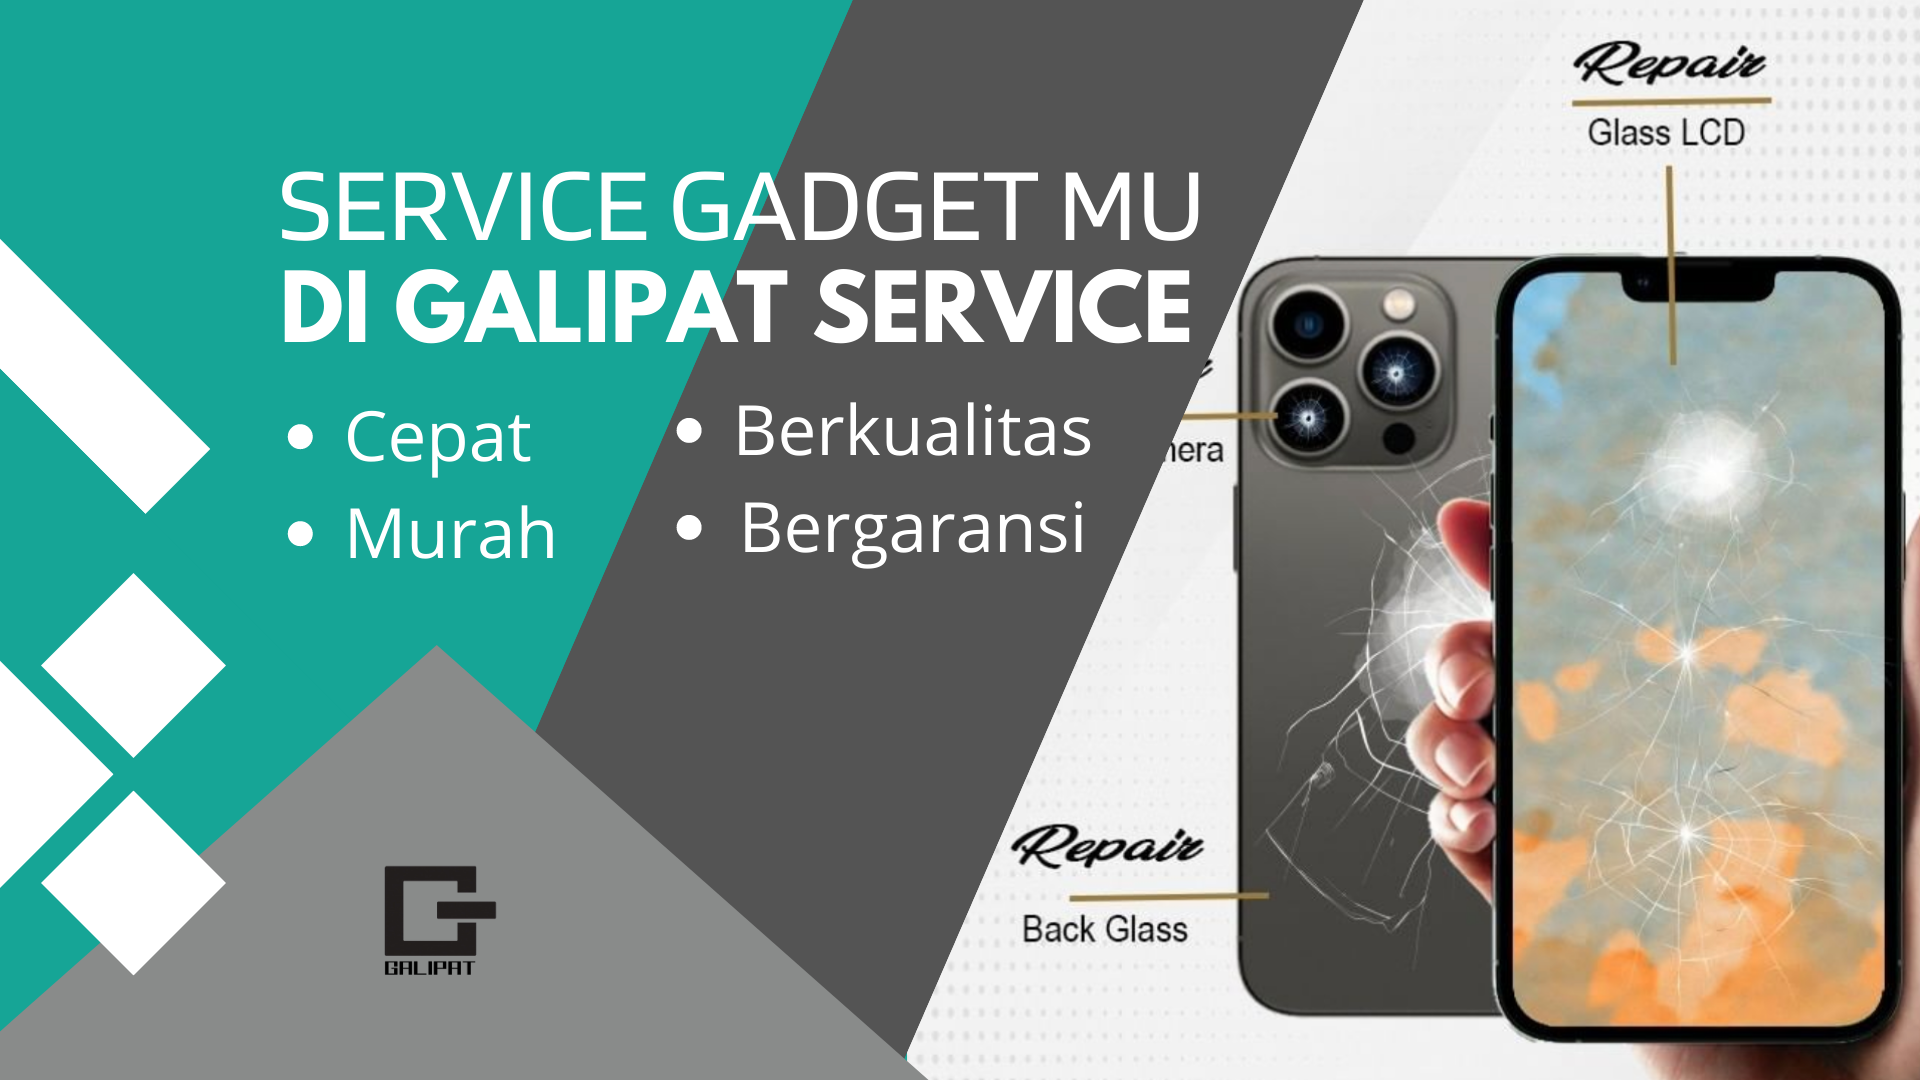 SERVICE GADGET MU
DI GALIPAT SERVICE
Cepat
Murah
Berkualitas
Bergaransi
Repair
Glass LCD
Repair
Back Glass
GALIPAT